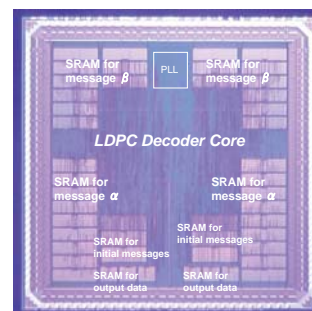 SRAM for
message β
PLL
SRAM for
message β
LDPC Decoder Core
SRAM for
message α
SRAM for
message α
SRAM for
initial messages
SRAM for
initial messages
SRAM for
output data
SRAM for
output data